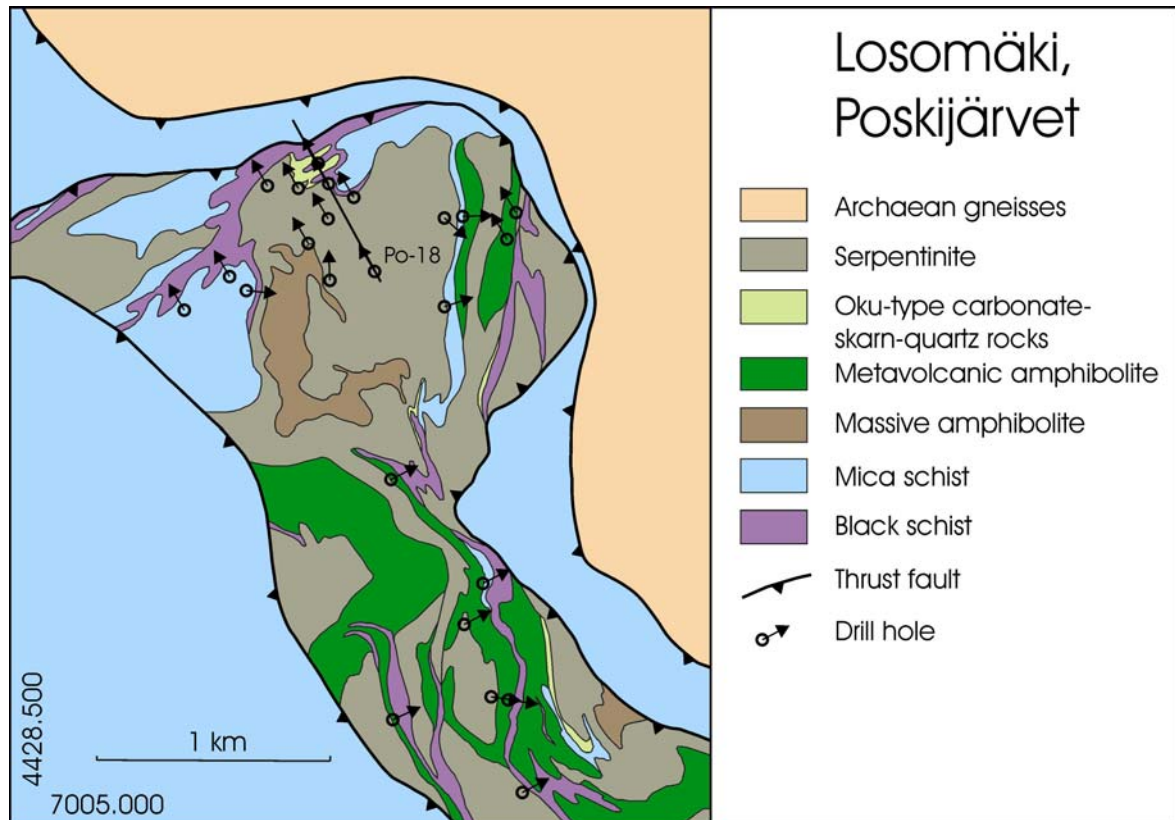 Losomäki,
Poskijärvet
Archaean gneisses
Serpentinite
Oku-type carbonate-
skarn-quartz rocks
Metavolcanic amphibolite
Massive amphibolite
Mica schist
Black schist
Thrust fault
Drill hole
Po-18
1 km
4428.500
7005.000